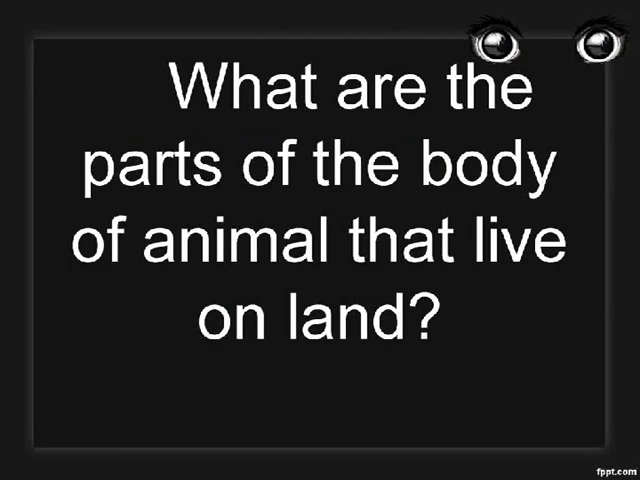 What are the
parts of the body
of animal that live
on land?
fppt.com